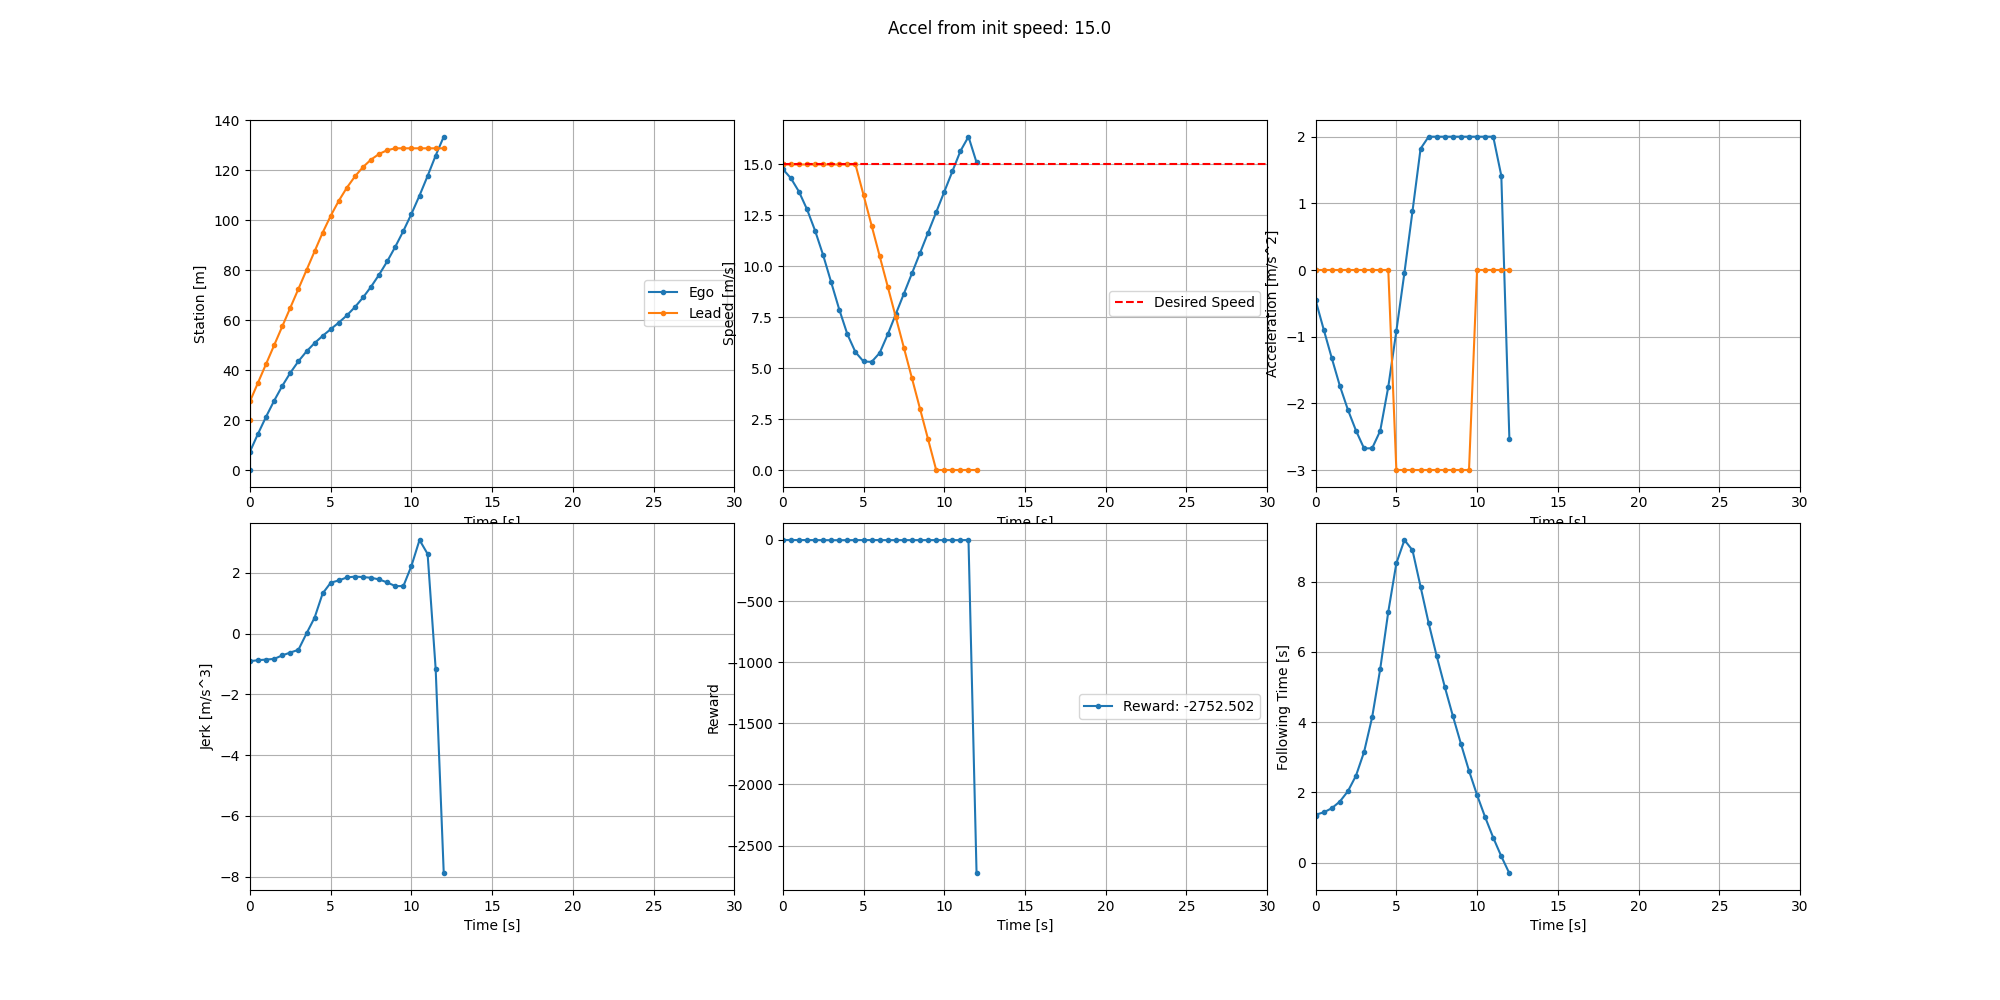 Accel from init speed: 15.0
Station [m]
140
120
100
80
60
40
20
0
0 5 10 15 20 25 30
Time [s]
Ego
Lead
Speed [m/s]
15.0
12.5
10.0
7.5
5.0
2.5
0.0
0 5 10 15 20 25 30
Time [s]
Desired Speed
Acceleration [m/s^2]
2
1
0
−1
−2
−3
0 5 10 15 20 25 30
Time [s]
Jerk [m/s^3]
2
0
−2
−4
−6
−8
0 5 10 15 20 25 30
Time [s]
Reward
0
−500
−1000
−1500
−2000
−2500
0 5 10 15 20 25 30
Time [s]
Reward: -2752.502
Following Time [s]
8
6
4
2
0
0 5 10 15 20 25 30
Time [s]